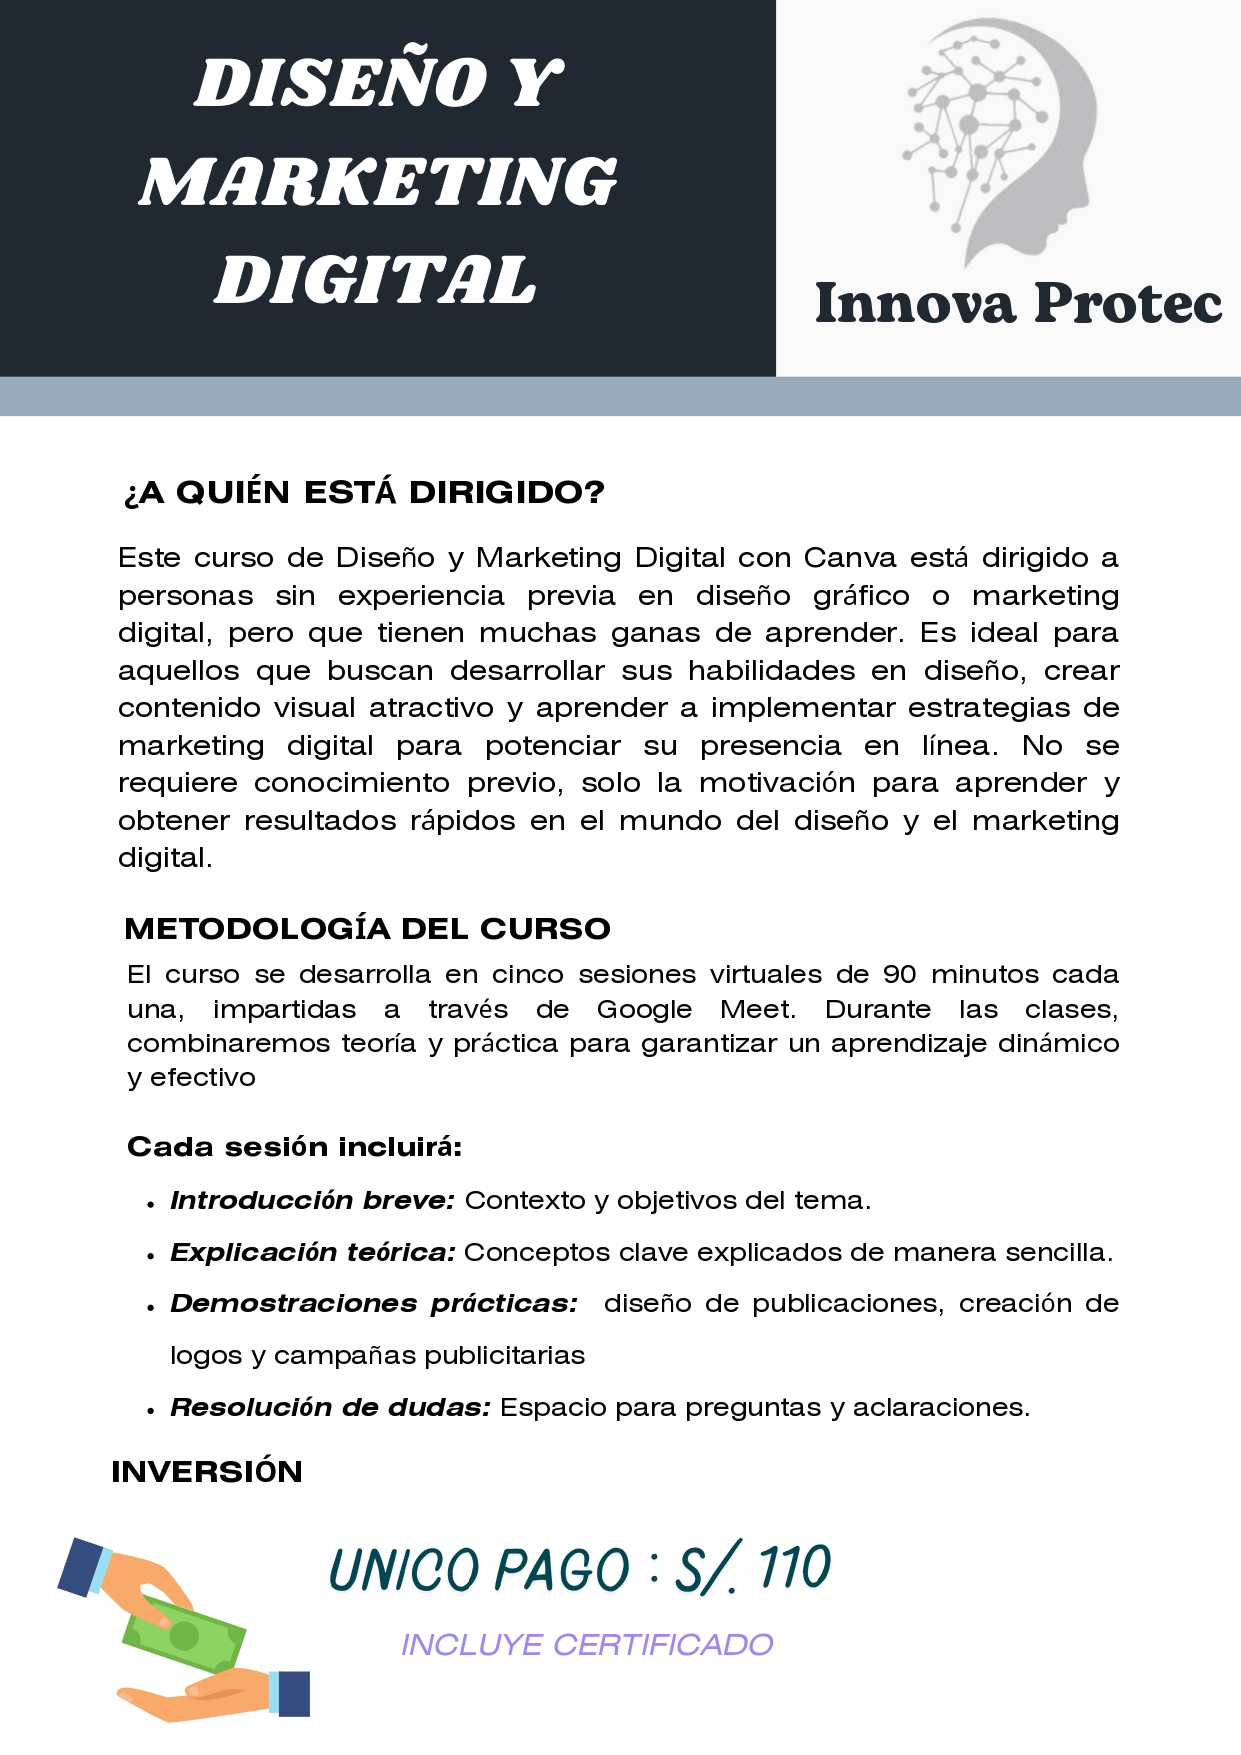 DISEÑO Y
MARKETING
DIGITAL
Innova Protec
¿A QUIÉN ESTÁ DIRIGIDO?
Este curso de Diseño y Marketing Digital con Canva está dirigido a
personas sin experiencia previa en diseño gráfico o marketing
digital, pero que tienen muchas ganas de aprender. Es ideal para
aquellos que buscan desarrollar sus habilidades en diseño, crear
contenido visual atractivo y aprender a implementar estrategias de
marketing digital para potenciar su presencia en línea. No se
requiere conocimiento previo, solo la motivación para aprender y
obtener resultados rápidos en el mundo del diseño y el marketing
digital.
METODOLOGÍA DEL CURSO
El curso se desarrolla en cinco sesiones virtuales de 90 minutos cada
una, impartidas a través de Google Meet. Durante las clases,
combinaremos teoría y práctica para garantizar un aprendizaje dinámico
y efectivo
Cada sesión incluirá:
• Introducción breve: Contexto y objetivos del tema.
• Explicación teórica: Conceptos clave explicados de manera sencilla.
• Demostraciones prácticas: diseño de publicaciones, creación de
logos y campañas publicitarias
• Resolución de dudas: Espacio para preguntas y aclaraciones.
INVERSIÓN
UNICO PAGO : S/. 110
INCLUYE CERTIFICADO